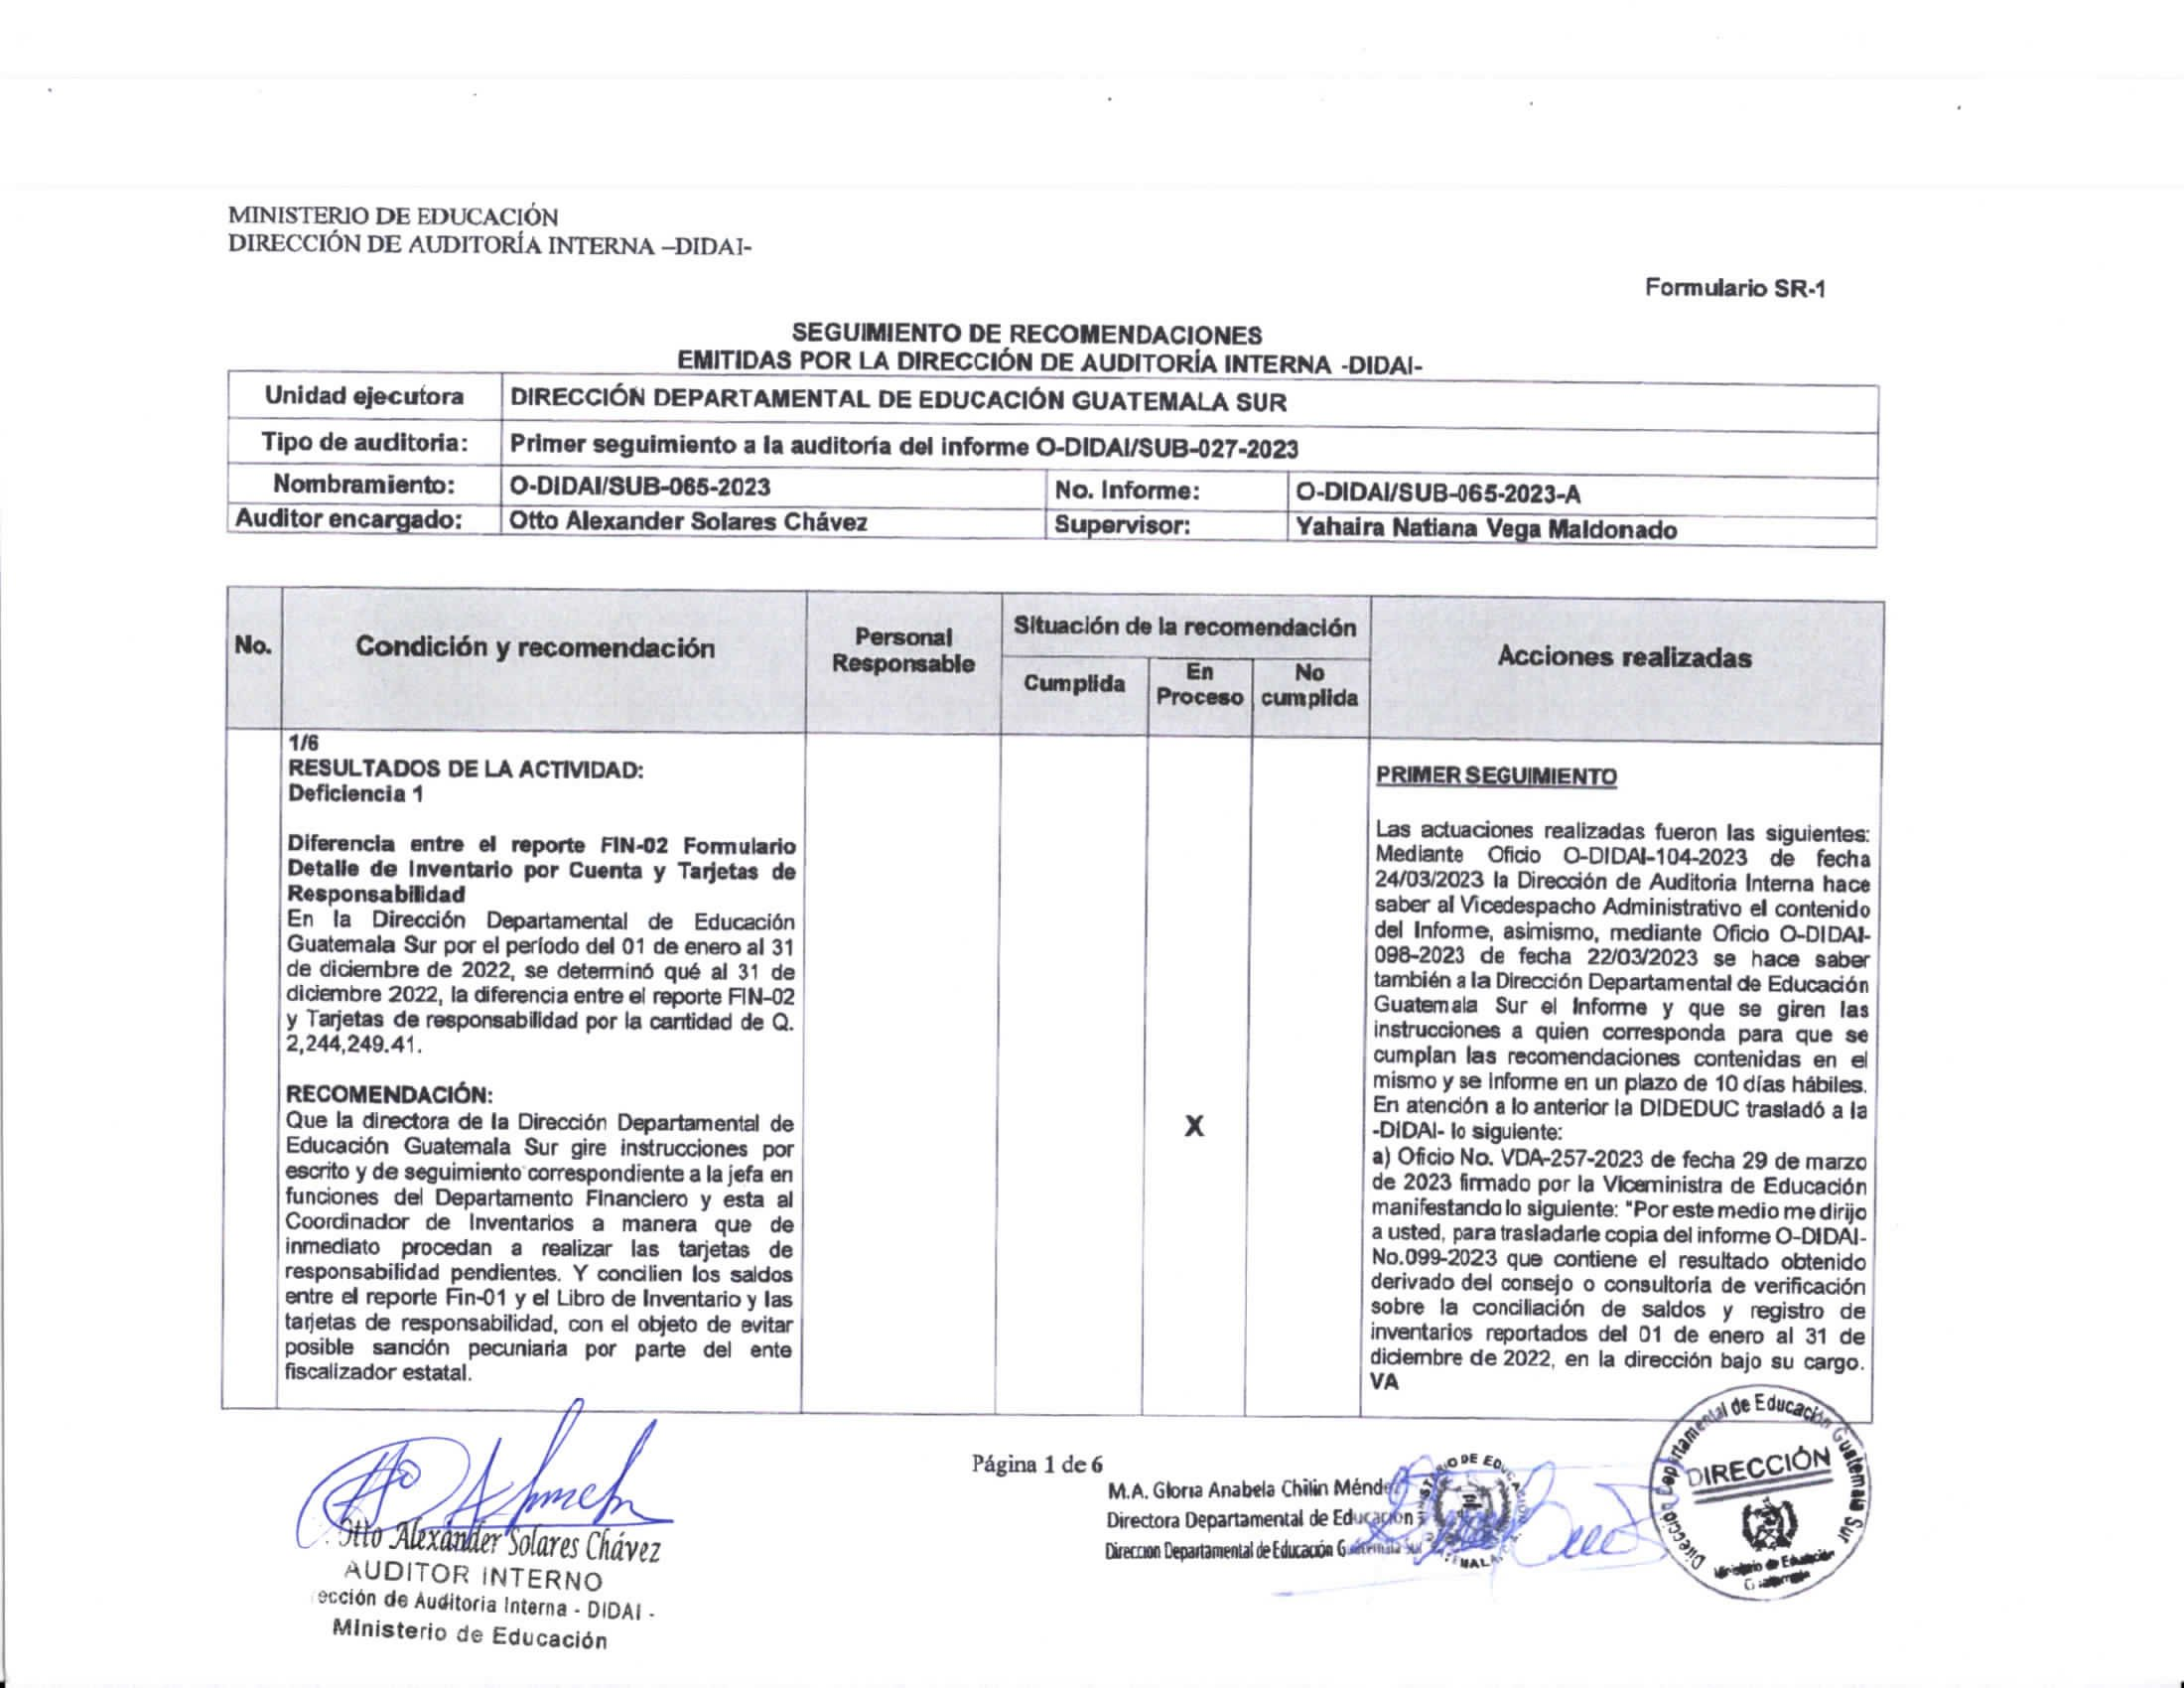 MINISTERIO DE EDUCACIÓN
DIRECCIÓN DE AUDITORÍA INTERNA –DIDAI-
Formulario SR-1
SEGUIMIENTO DE RECOMENDACIONES
EMITIDAS POR LA DIRECCIÓN DE AUDITORÍA INTERNA -DIDAI-
Unidad ejecutora DIRECCIÓN DEPARTAMENTAL DE EDUCACIÓN GUATEMALA SUR
Tipo de auditoria: Primer seguimiento a la auditoría del informe O-DIDAI/SUB-027-2023
Nombramiento: O-DIDAI/SUB-065-2023 No. Informe: O-DIDAI/SUB-065-2023-A
Auditor encargado: Otto Alexander Solares Chávez Supervisor: Yahaira Natiana Vega Maldonado
No.
Condición y recomendación
Personal
Responsable
Situación de la recomendación
Cumplida
En
Proceso
No
cumplida
Acciones realizadas
1/6
RESULTADOS DE LA ACTIVIDAD:
Deficiencia 1
Diferencia entre el reporte FIN-02 Formulario
Detalle de Inventario por Cuenta y Tarjetas de
Responsabilidad
En la Dirección Departamental de Educación
Guatemala Sur por el período del 01 de enero al 31
de diciembre de 2022, se determinó qué al 31 de
diciembre 2022, la diferencia entre el reporte FIN-02
y Tarjetas de responsabilidad por la cantidad de Q.
2,244,249.41.
RECOMENDACIÓN:
Que la directora de la Dirección Departamental de
Educación Guatemala Sur gire instrucciones por
escrito y de seguimiento correspondiente a la jefa en
funciones del Departamento Financiero y esta al
Coordinador de Inventarios a manera que de
inmediato procedan a realizar las tarjetas de
responsabilidad pendientes. Y concilien los saldos
entre el reporte Fin-01 y el Libro de Inventario y las
tarjetas de responsabilidad, con el objeto de evitar
posible sanción pecuniaria por parte del ente
fiscalizador estatal.
X
PRIMER SEGUIMIENTO
Las actuaciones realizadas fueron las siguientes:
Mediante Oficio O-DIDAI-104-2023 de fecha
24/03/2023 la Dirección de Auditoria Interna hace
saber al Vicedespacho Administrativo el contenido
del Informe, asimismo, mediante Oficio O-DIDAI-
098-2023 de fecha 22/03/2023 se hace saber
también a la Dirección Departamental de Educación
Guatemala Sur el Informe y que se giren las
instrucciones a quien corresponda para que se
cumplan las recomendaciones contenidas en el
mismo y se informe en un plazo de 10 días hábiles.
En atención a lo anterior la DIDEDUC trasladó a la
-DIDAI- lo siguiente:
a) Oficio No. VDA-257-2023 de fecha 29 de marzo
de 2023 firmado por la Viceministra de Educación
manifestando lo siguiente: "Por este medio me dirijo
a usted, para trasladarle copia del informe O-DIDAI-
No.099-2023 que contiene el resultado obtenido
derivado del consejo o consultoría de verificación
sobre la conciliación de saldos y registro de
inventarios reportados del 01 de enero al 31 de
diciembre de 2022, en la dirección bajo su cargo.
VA
Página 1 de 6
Otto Alexander Solares Chávez
AUDITOR INTERNO
ección de Auditoria Interna - DIDAI -
Ministerio de Educación
M.A. Gloria Anabela Chilin Ménde
Directora Departamental de Educación
Direccion Departamental de Educación Guatemala Sur
Dirección Departamental de Educación Guatemala Sur
DIRECCIÓN
Ministerio de Educación
Guatemala